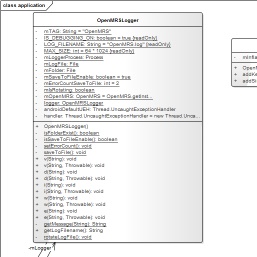 class application
OpenMRSLogger
- mTAG: String = "OpenMRS"
- IS_DEBUGGING_ON: boolean = true {readOnly}
- LOG_FILENAME: String = "OpenMRS.log" {readOnly}
- MAX_SIZE: int = 64 * 1024 {readOnly}
- mLoggerProcess: Process
- mLogFile: File
- mFolder: File
- mSaveToFileEnable: boolean = true
- mErrorCountSaveToFile: int = 2
- mIsRotating: boolean
- mOpenMRS: OpenMRS = OpenMRS.getInst...
- logger: OpenMRSLogger
- androidDefaultUEH: Thread.UncaughtExceptionHandler
- handler: Thread.UncaughtExceptionHandler = new Thread.Unca...
+ OpenMRSLogger()
- isFolderExist(): boolean
- isSaveToFileEnable(): boolean
- setErrorCount(): void
- saveToFile(): void
+ v(String): void
+ v(String, Throwable): void
+ d(String): void
+ d(String, Throwable): void
+ i(String): void
+ i(String, Throwable): void
+ w(String): void
+ w(String, Throwable): void
+ e(String): void
+ e(String, Throwable): void
- getMessage(String): String
+ getLogFilename(): String
- rotateLogFile(): void
-mLogger
- mInsta
+ OpenM
+ addKe
+ addSt